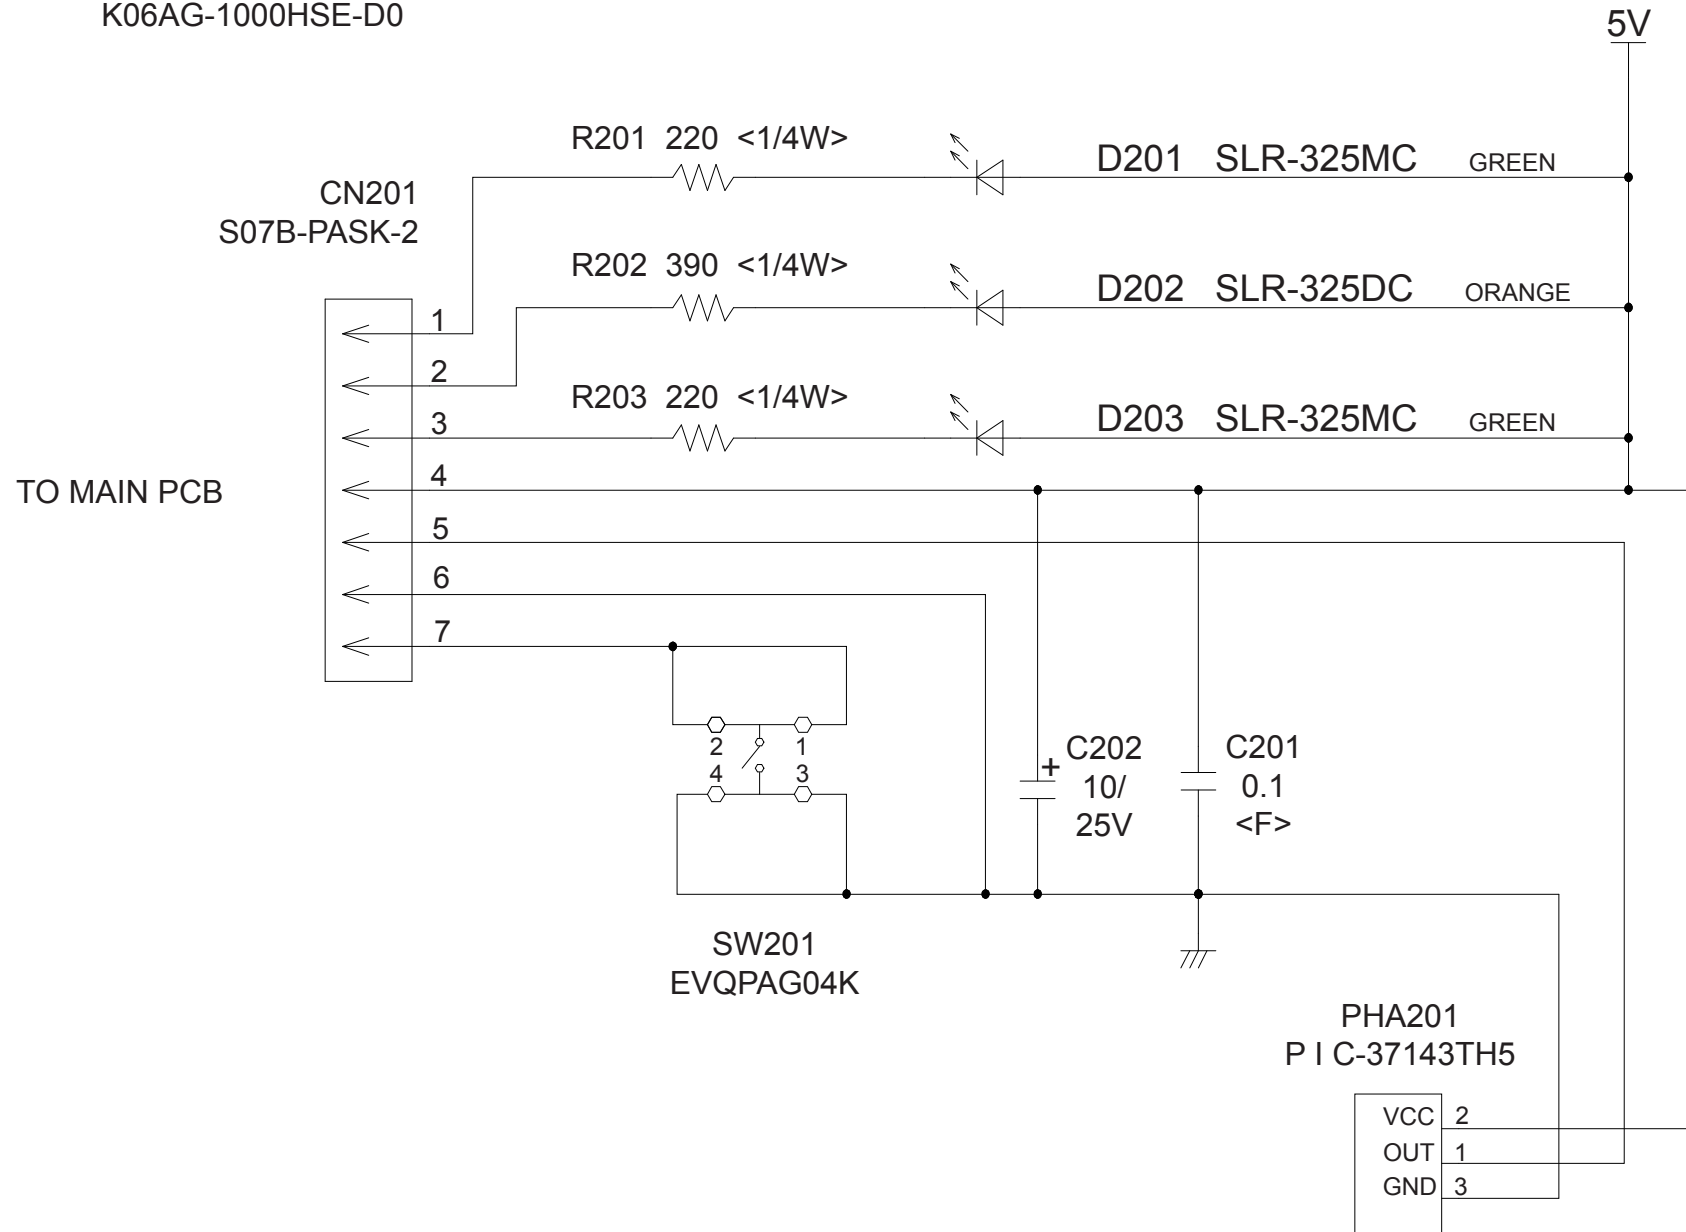 K06AG-1000HSE-D0
5V
R201 220 <1/4W>
D201 SLR-325MC GREEN
CN201
S07B-PASK-2
R202 390 <1/4W>
D202 SLR-325DC ORANGE
1
2
R203 220 <1/4W>
D203 SLR-325MC GREEN
3
4
TO MAIN PCB
5
6
7
2 1
4 3
+
C202
10/
25V
C201
0.1
<F>
SW201
EVQPAG04K
PHA201
P I C-37143TH5
VCC 2
OUT 1
GND 3